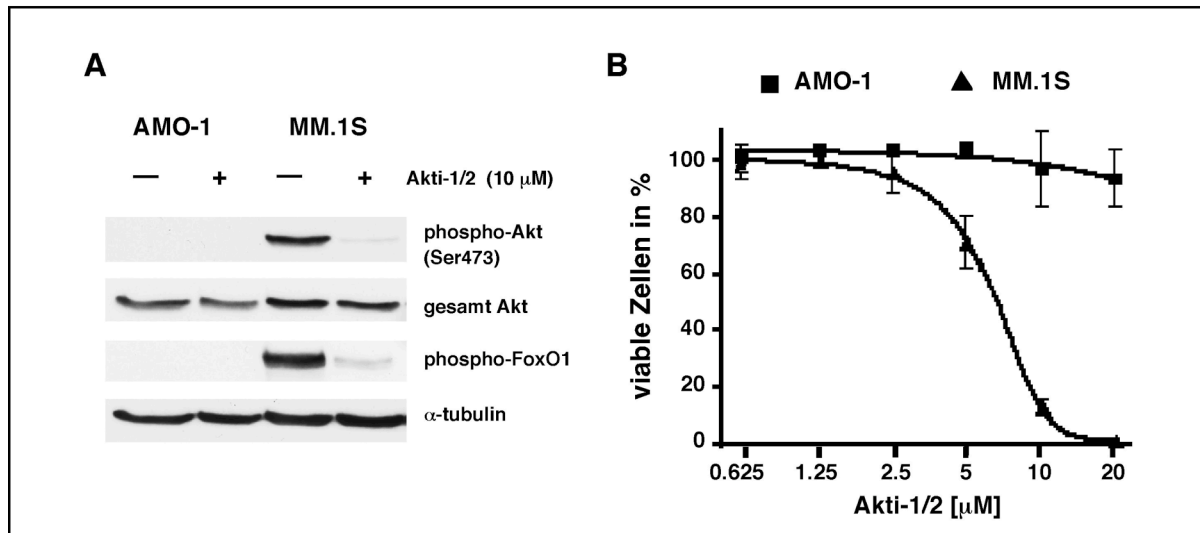 A
AMO-1 MM.1S
— + — + Akti-1/2 (10 µM)
phospho-Akt
(Ser473)
gesamt Akt
phospho-FoxO1
α-tubulin
B
AMO-1 MM.1S
viable Zellen in %
100
80
60
40
20
0
0.625 1.25 2.5 5 10 20
Akti-1/2 [µM]